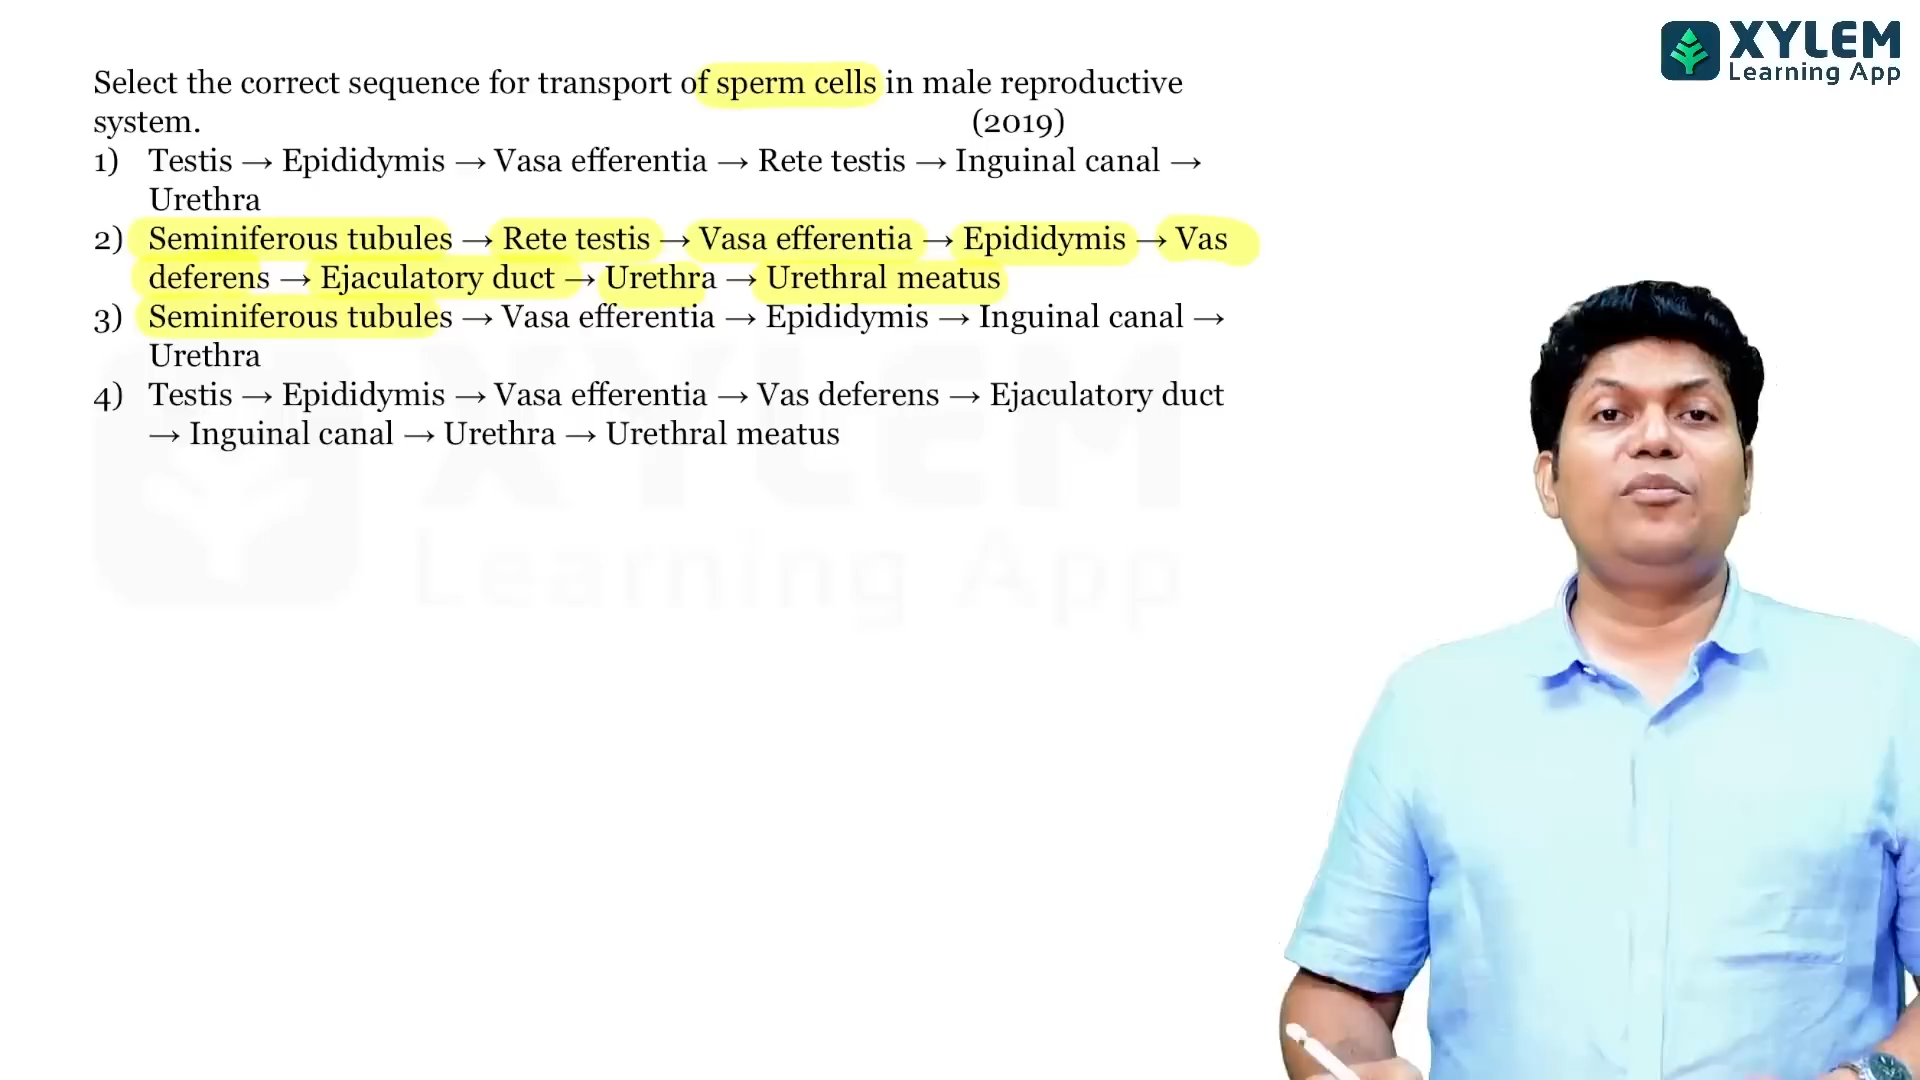 XYLEM
Learning App
Select the correct sequence for transport of sperm cells in male reproductive
system. (2019)
1) Testis → Epididymis → Vasa efferentia → Rete testis → Inguinal canal →
Urethra
2) Seminiferous tubules → Rete testis → Vasa efferentia → Epididymis → Vas
deferens → Ejaculatory duct → Urethra → Urethral meatus
3) Seminiferous tubules → Vasa efferentia → Epididymis → Inguinal canal →
Urethra
4) Testis → Epididymis → Vasa efferentia → Vas deferens → Ejaculatory duct
→ Inguinal canal → Urethra → Urethral meatus
XYLEM
Learning App